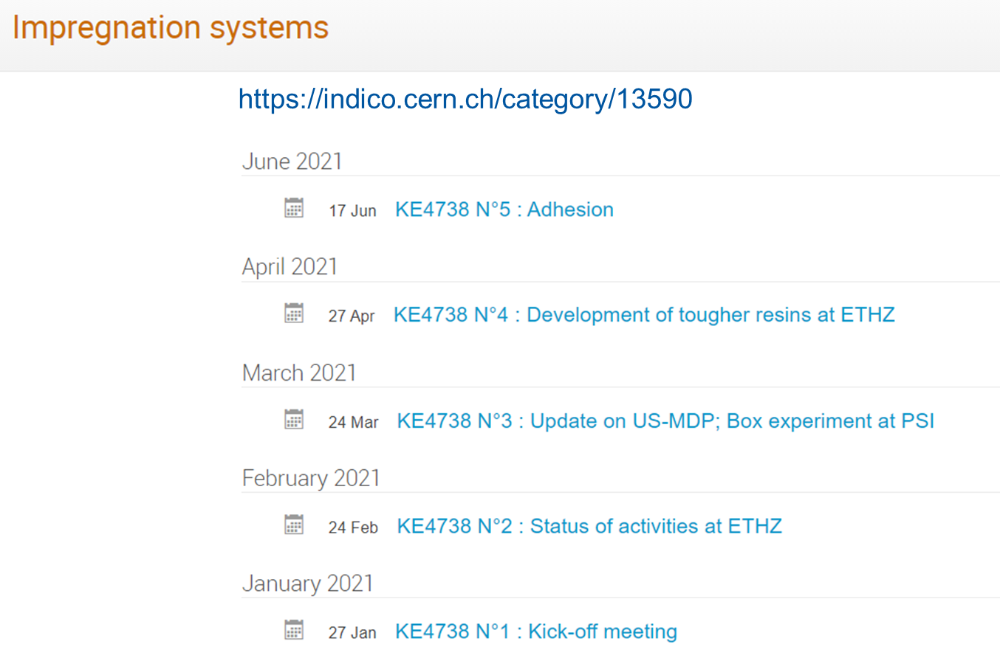 Impregnation systems
https://indico.cern.ch/category/13590
June 2021
17 Jun KE4738 N°5 : Adhesion
April 2021
27 Apr KE4738 N°4 : Development of tougher resins at ETHZ
March 2021
24 Mar KE4738 N°3 : Update on US-MDP; Box experiment at PSI
February 2021
24 Feb KE4738 N°2 : Status of activities at ETHZ
January 2021
27 Jan KE4738 N°1 : Kick-off meeting